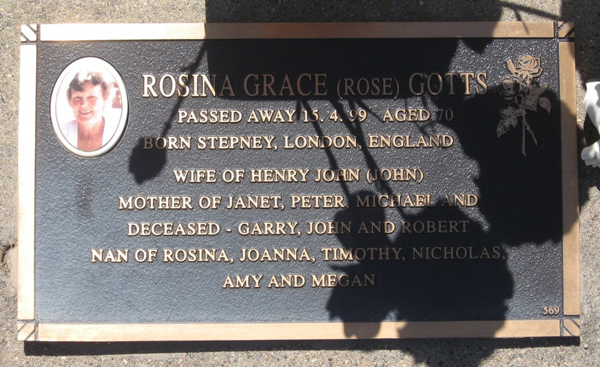 ROSINA GRACE (ROSE) GOTTS
PASSED AWAY 15. 4. 99 AGED 70
BORN STEPNEY, LONDON, ENGLAND
WIFE OF HENRY JOHN (JOHN)
MOTHER OF JANET, PETER, MICHAEL AND
DECEASED - GARRY, JOHN AND ROBERT
NAN OF ROSINA, JOANNA, TIMOTHY, NICHOLAS,
AMY AND MEGAN
369